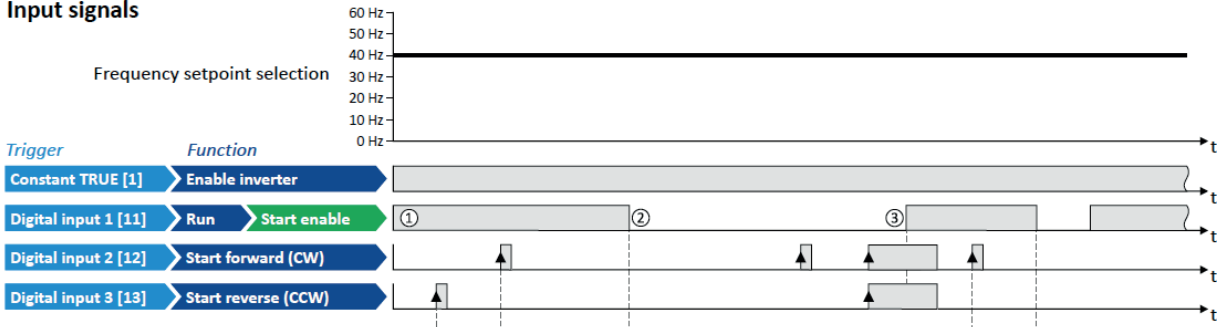 Input signals
60 Hz
50 Hz
Frequency setpoint selection
40 Hz
30 Hz
20 Hz
10 Hz
0 Hz
t
Trigger Function
Constant TRUE [1] Enable inverter
t
Digital input 1 [11] Run Start enable ① ② ③
t
Digital input 2 [12] Start forward (CW)
t
Digital input 3 [13] Start reverse (CCW)
t